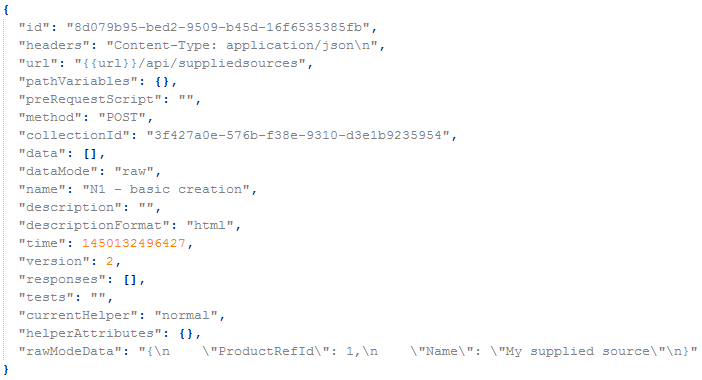 {
  "id": "8d079b95-bed2-9509-b45d-16f6535385fb",
  "headers": "Content-Type: application/json\n",
  "url": "{{url}}/api/suppliedsources",
  "pathVariables": {},
  "preRequestScript": "",
  "method": "POST",
  "collectionId": "3f427a0e-576b-f38e-9310-d3e1b9235954",
  "data": [],
  "dataMode": "raw",
  "name": "N1 - basic creation",
  "description": "",
  "descriptionFormat": "html",
  "time": 1450132496427,
  "version": 2,
  "responses": [],
  "tests": "",
  "currentHelper": "normal",
  "helperAttributes": {},
  "rawModeData": "{\n    \"ProductRefId\": 1,\n    \"Name\": \"My supplied source\"\n}"
}